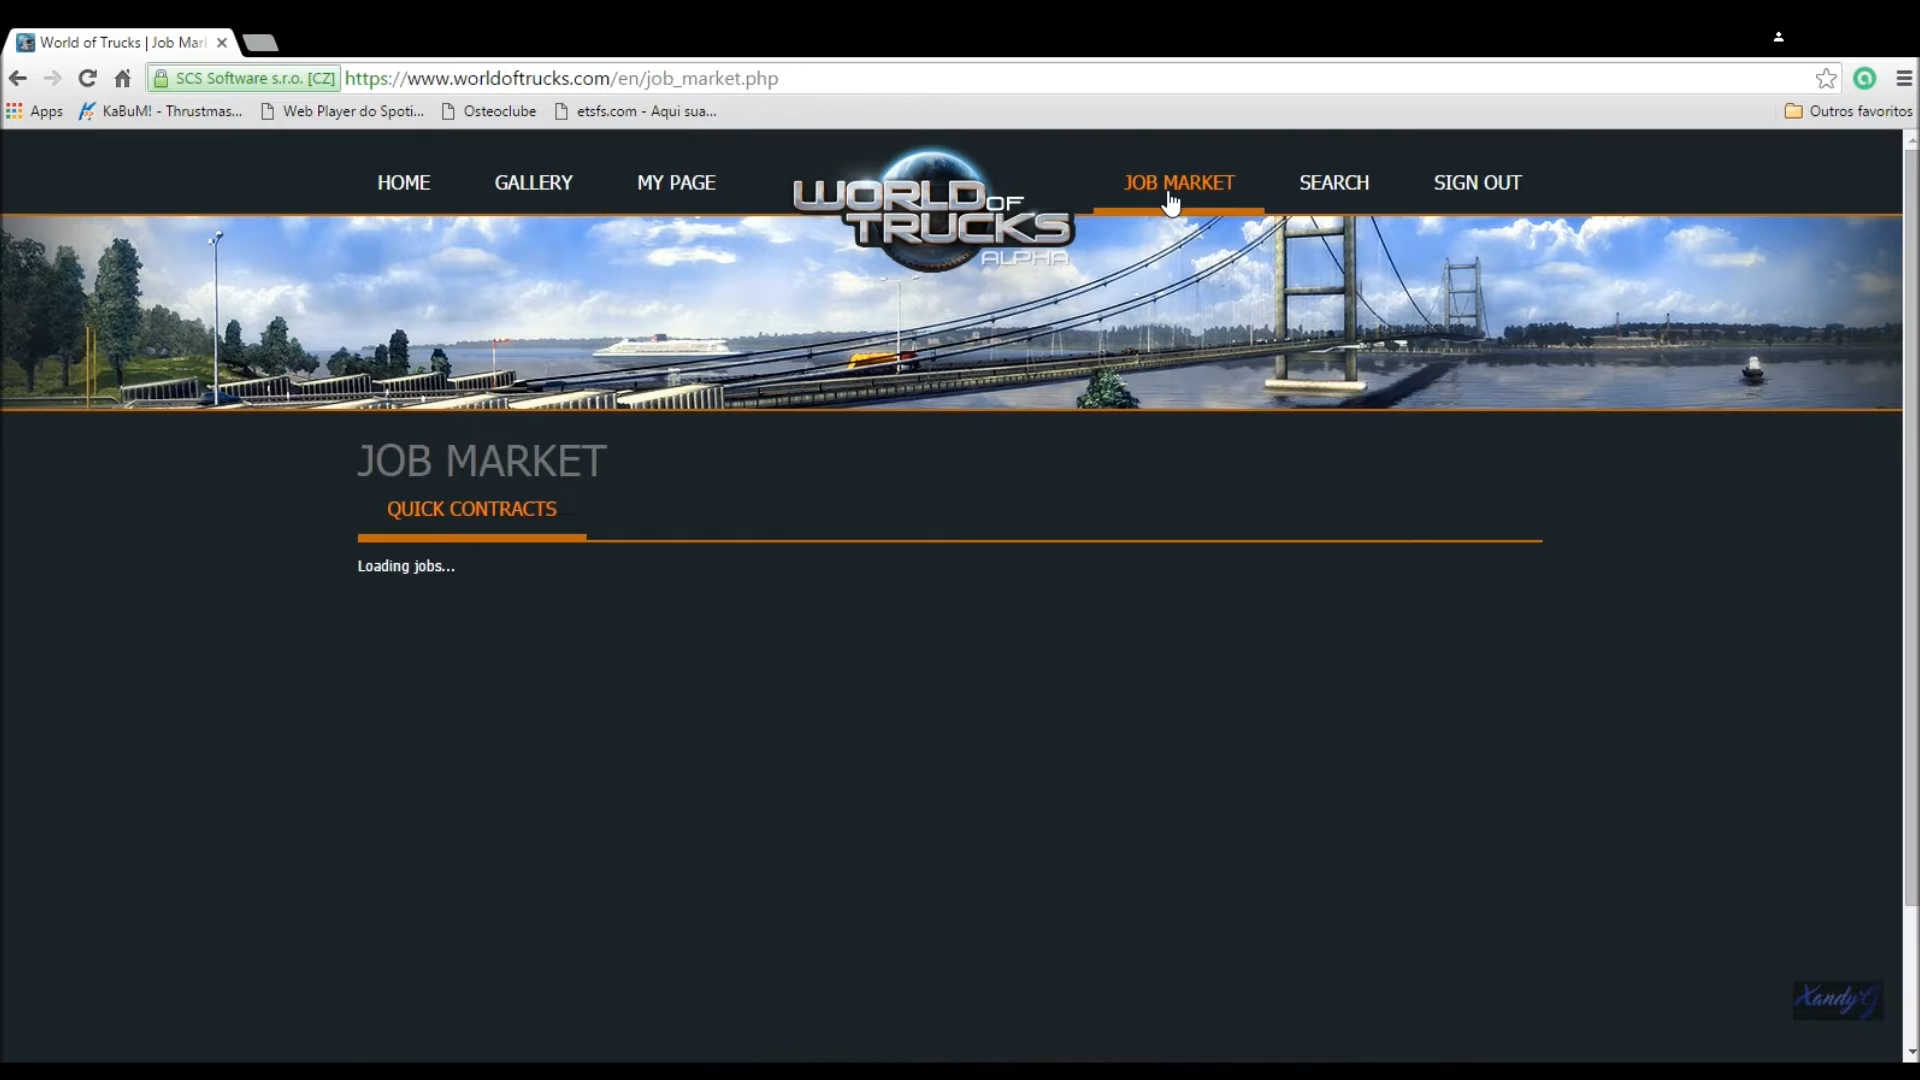 World of Trucks | Job Mar
SCS Software s.r.o. [CZ] https://www.worldoftrucks.com/en/job_market.php
Apps KaBuM! - Thrustmas... Web Player do Spoti... Osteoclube etsfs.com - Aqui sua... Outros favoritos
HOME GALLERY MY PAGE JOB MARKET SEARCH SIGN OUT
WORLD OF
TRUCKS
ALPHA
JOB MARKET
QUICK CONTRACTS
Loading jobs...
XandyG